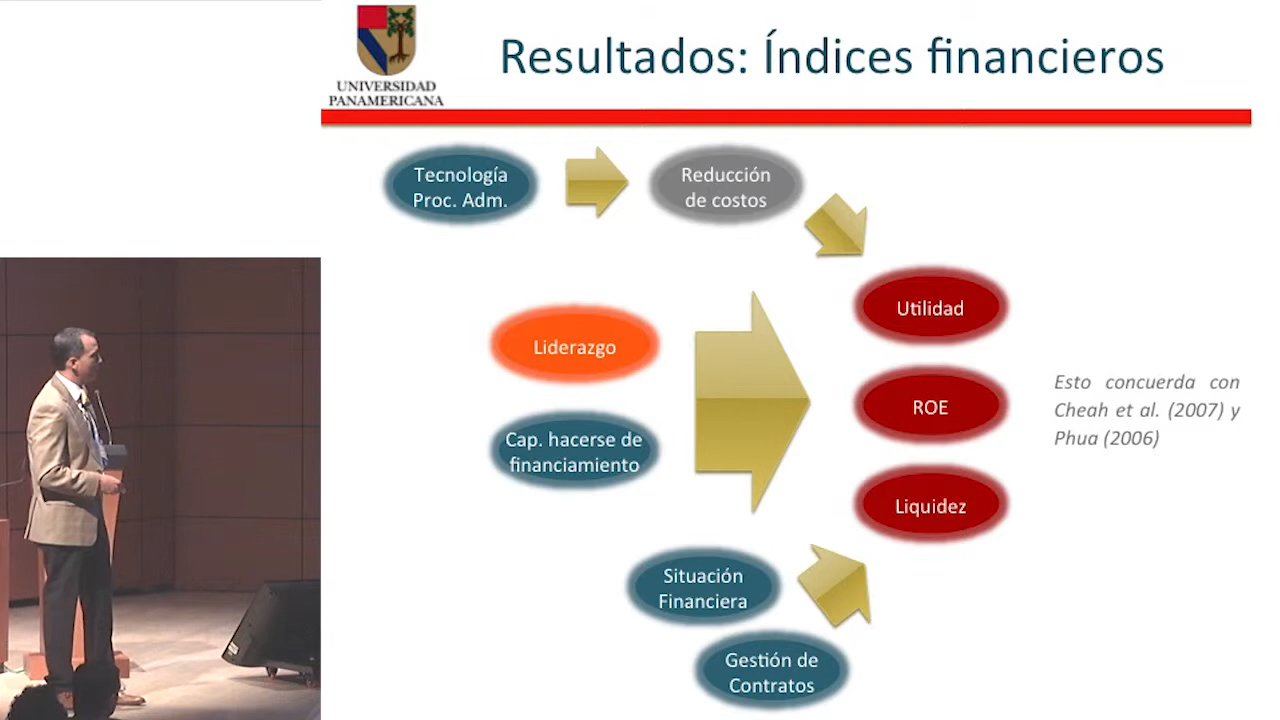 UNIVERSIDAD
PANAMERICANA
Resultados: Índices financieros
Tecnología
Proc. Adm.
Reducción
de costos
Utilidad
Liderazgo
ROE
Esto concuerda con
Cheah et al. (2007) y
Phua (2006)
Cap. hacerse de
financiamiento
Liquidez
Situación
Financiera
Gestión de
Contratos